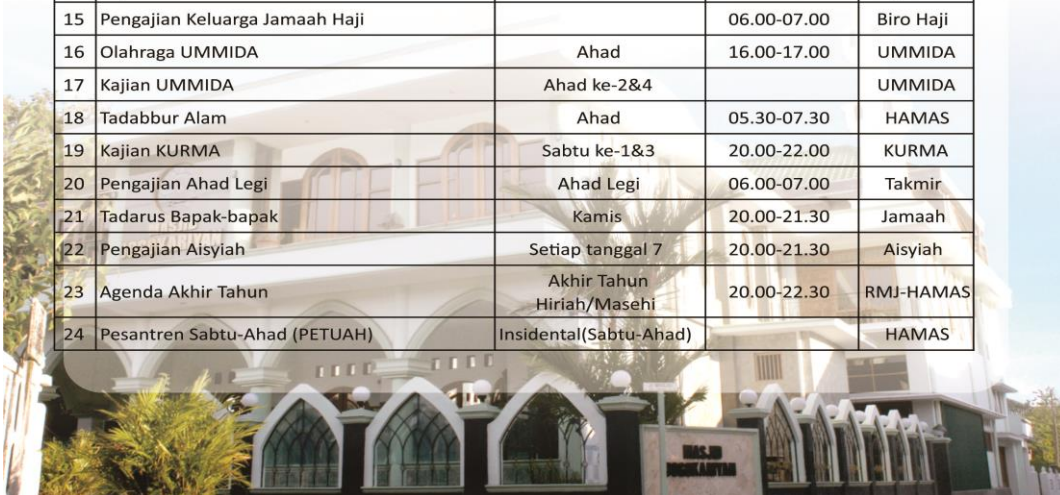 15 Pengajian Keluarga Jamaah Haji 06.00-07.00 Biro Haji
16 Olahraga UMMIDA Ahad 16.00-17.00 UMMIDA
17 Kajian UMMIDA Ahad ke-2&4 UMMIDA
18 Tadabbur Alam Ahad 05.30-07.30 HAMAS
19 Kajian KURMA Sabtu ke-1&3 20.00-22.00 KURMA
20 Pengajian Ahad Legi Ahad Legi 06.00-07.00 Takmir
21 Tadarus Bapak-bapak Kamis 20.00-21.30 Jamaah
22 Pengajian Aisyiah Setiap tanggal 7 20.00-21.30 Aisyiah
23 Agenda Akhir Tahun Akhir Tahun 20.00-22.30 RMJ-HAMAS
Hiriah/Masehi
24 Pesantren Sabtu-Ahad (PETUAH) Insidental(Sabtu-Ahad) HAMAS
MASJID